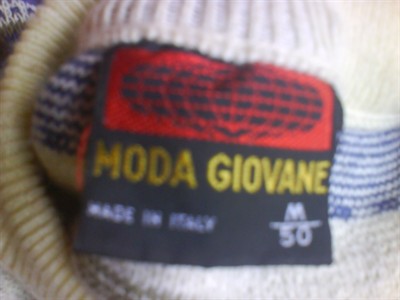 MODA GIOVANE
MADE IN ITALY
M
50